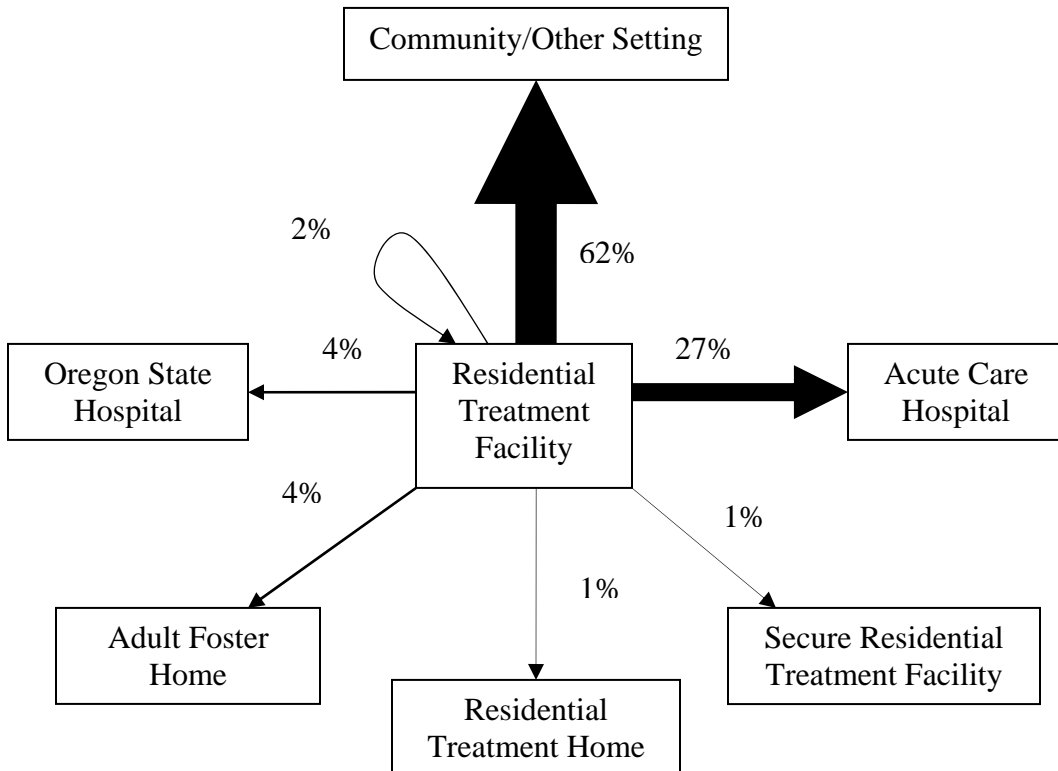 Community/Other Setting
2%
62%
4%
27%
Oregon State
Hospital
Residential
Treatment
Facility
Acute Care
Hospital
4%
1%
1%
Adult Foster
Home
Secure Residential
Treatment Facility
Residential
Treatment Home